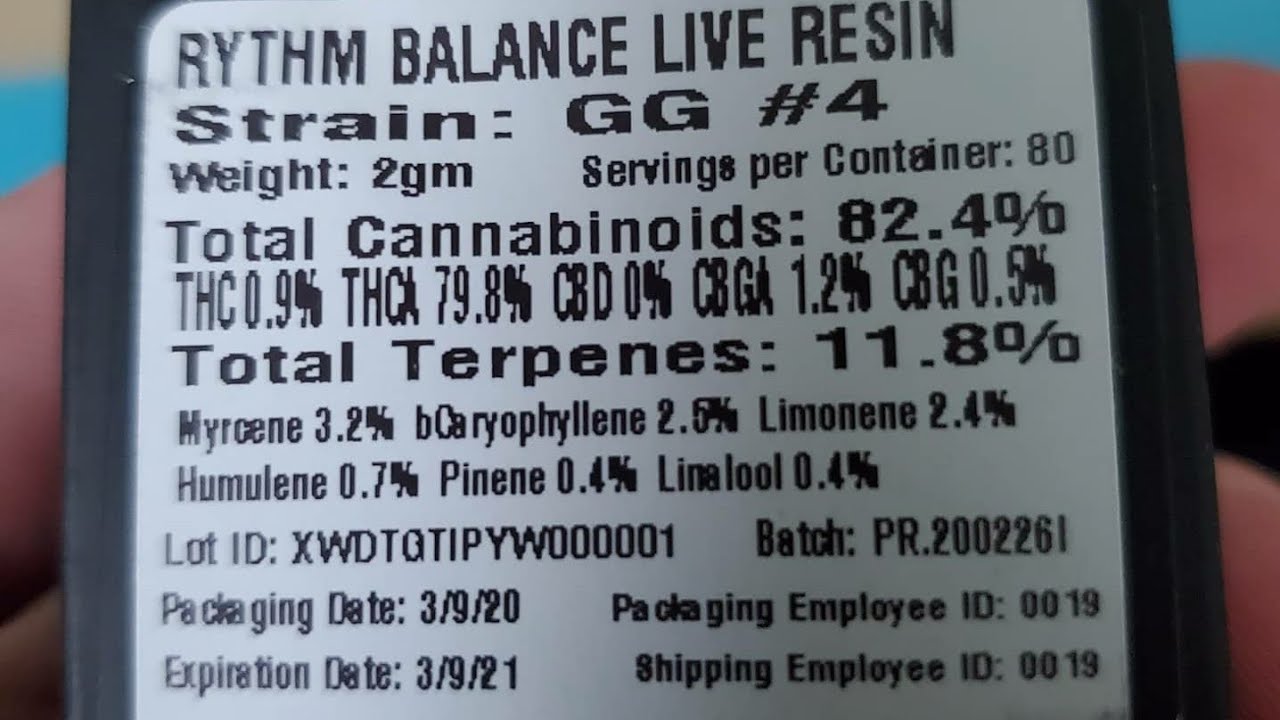 RYTHM BALANCE LIVE RESIN
Strain: GG #4
Weight: 2gm Servings per Container: 80
Total Cannabinoids: 82.4%
THC 0.9% THCA 79.8% CBD 0% CBGA 1.2% CBG 0.5%
Total Terpenes: 11.8%
Myrcene 3.2% bCaryophyllene 2.5% Limonene 2.4%
Humulene 0.7% Pinene 0.4% Linalool 0.4%
Lot ID: XWDTGTIPYW000001 Batch: PR.200226I
Packaging Date: 3/9/20 Packaging Employee ID: 0019
Expiration Date: 3/9/21 Shipping Employee ID: 0019